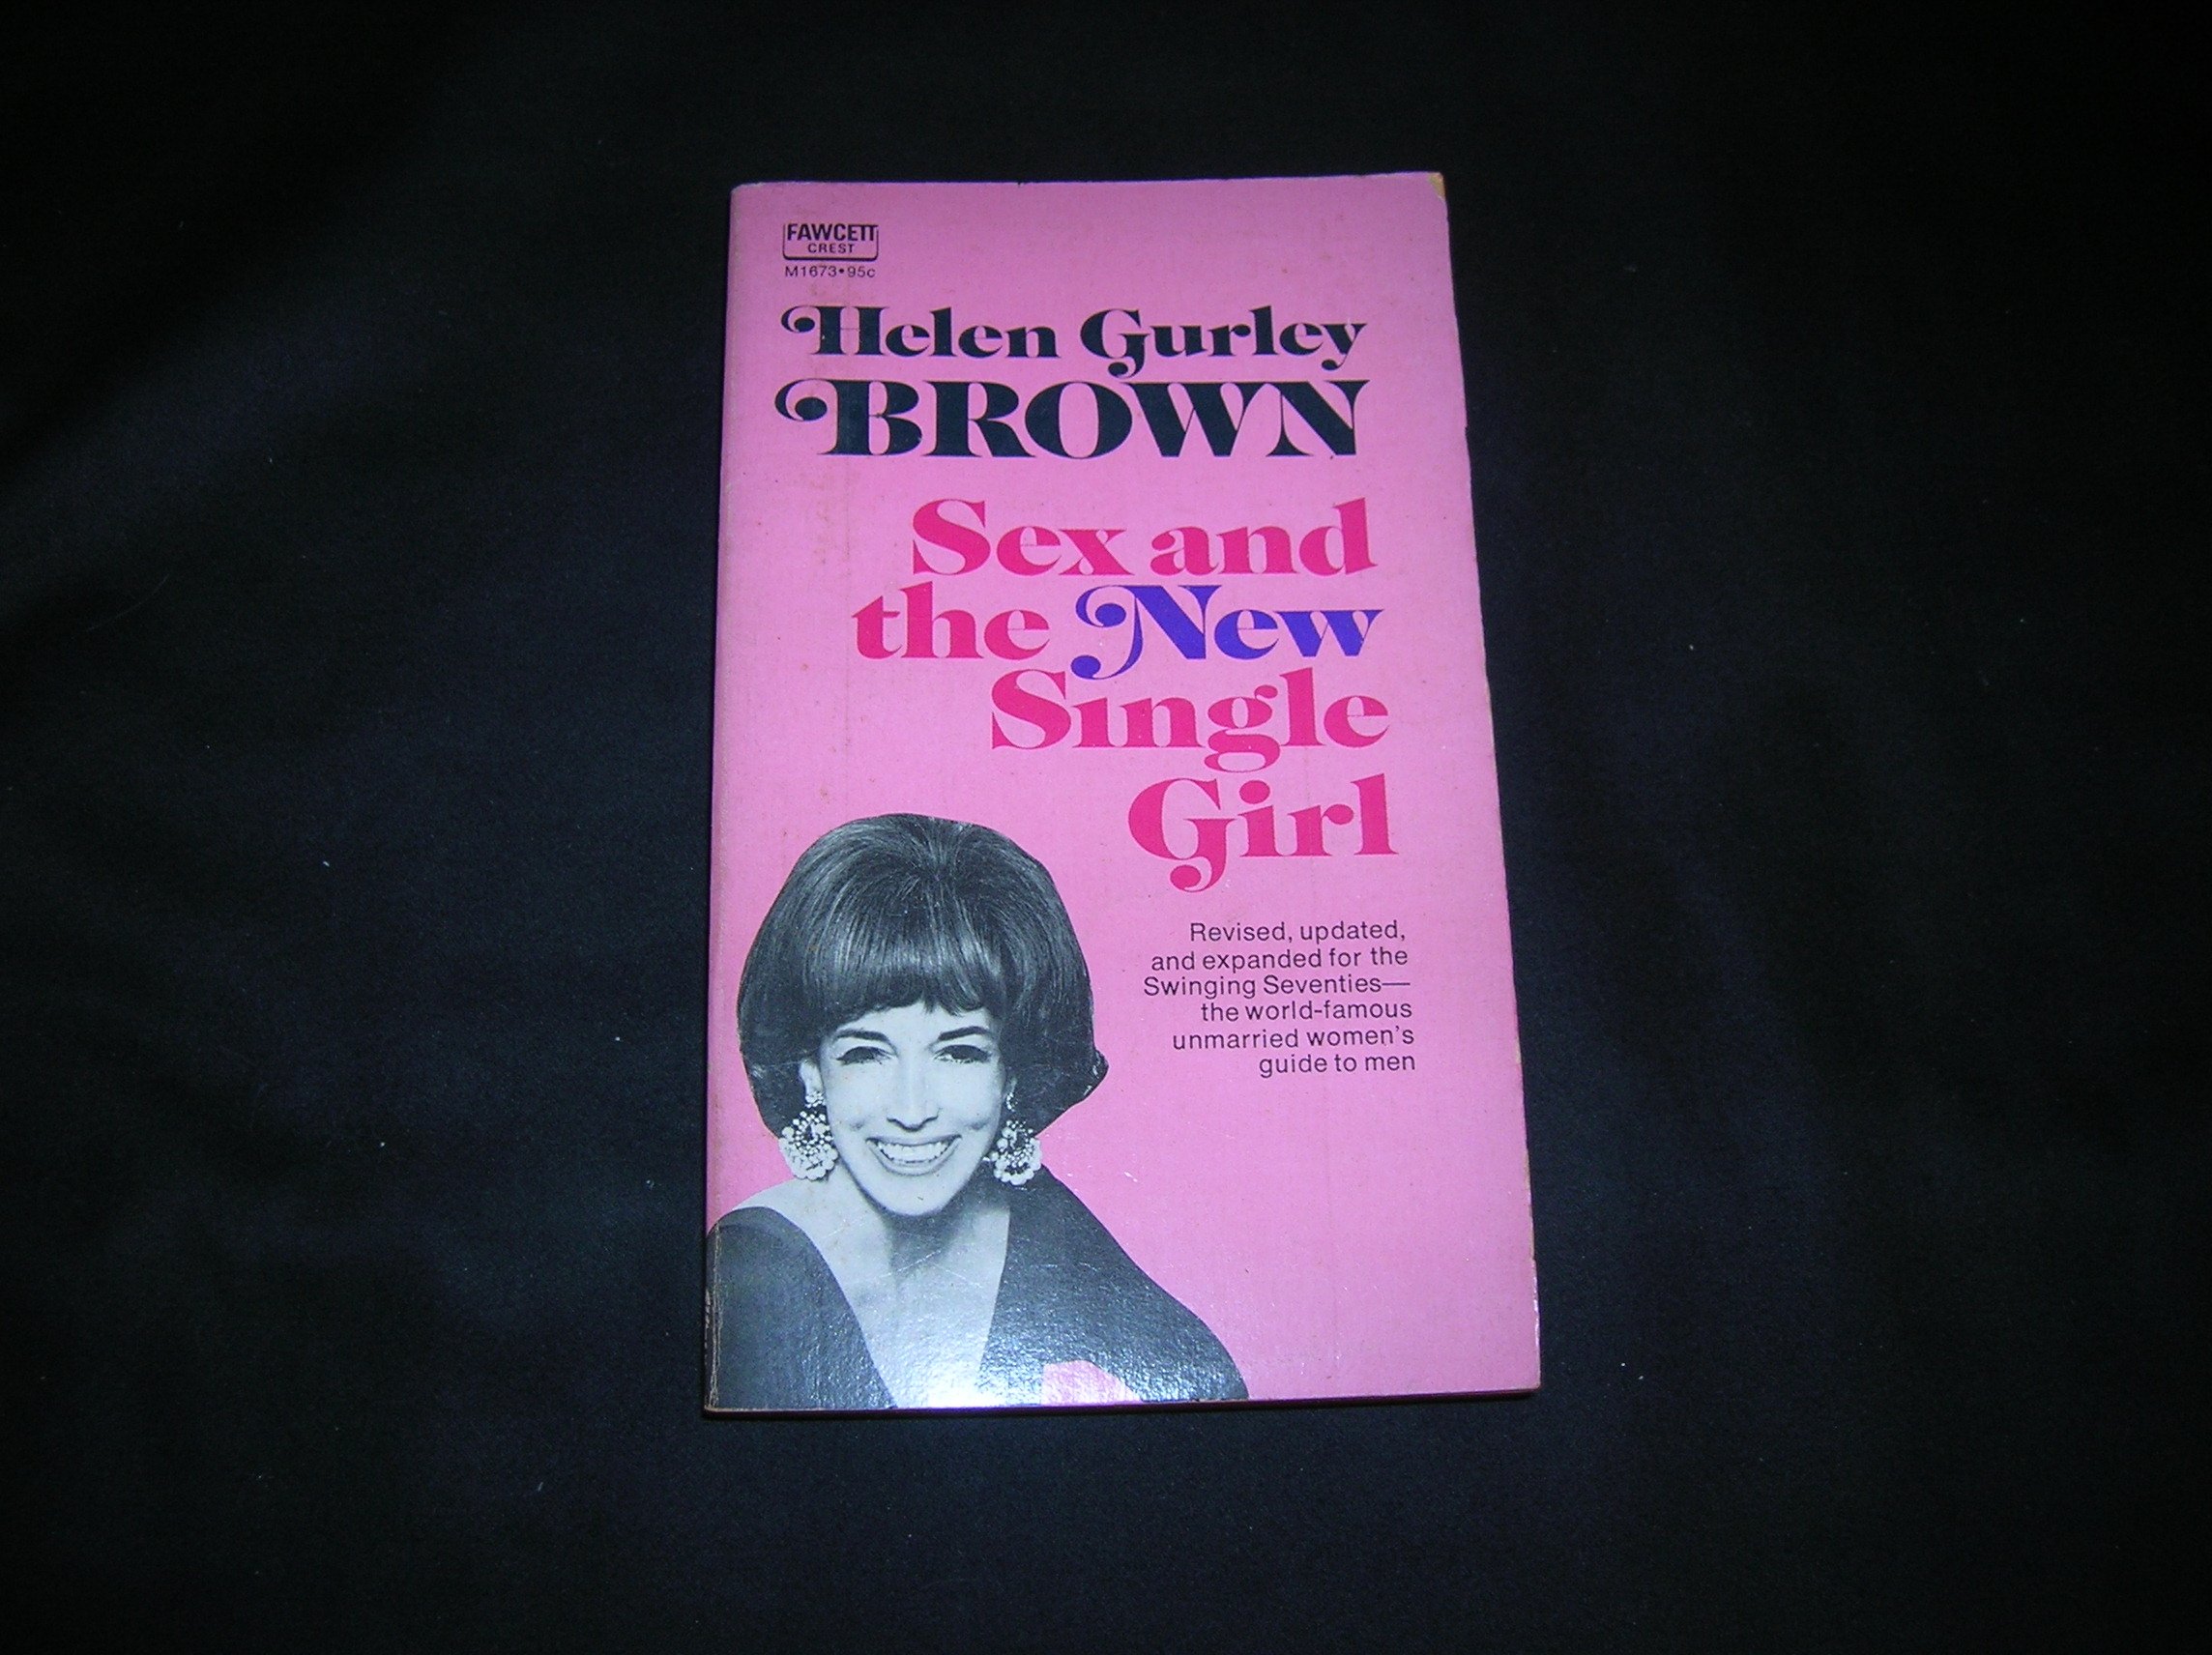 FAWCETT
CREST
M1673•95c
Helen Gurley
BROWN
Sex and
the New
Single
Girl
Revised, updated,
and expanded for the
Swinging Seventies—
the world-famous
unmarried women's
guide to men